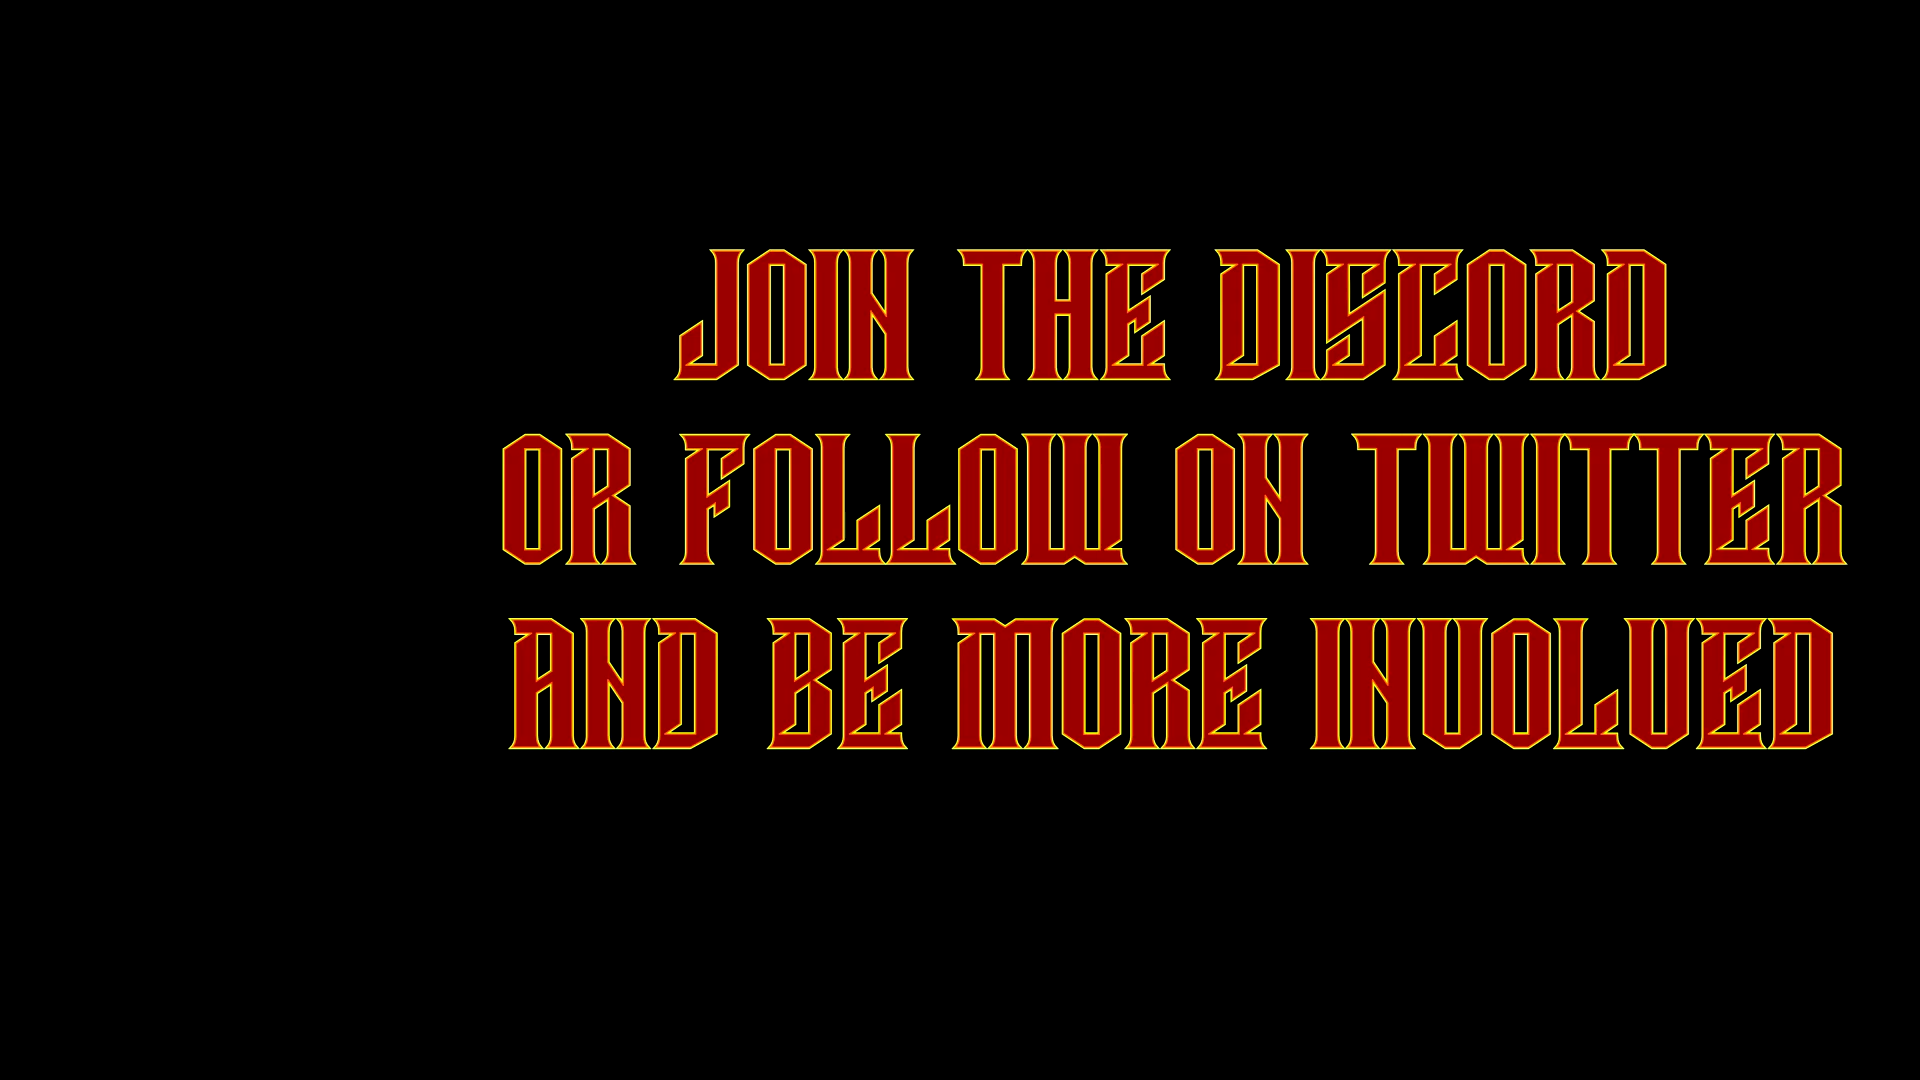 JOIN THE DISCORD
OR FOLLOW ON TWITTER
AND BE MORE INVOLVED